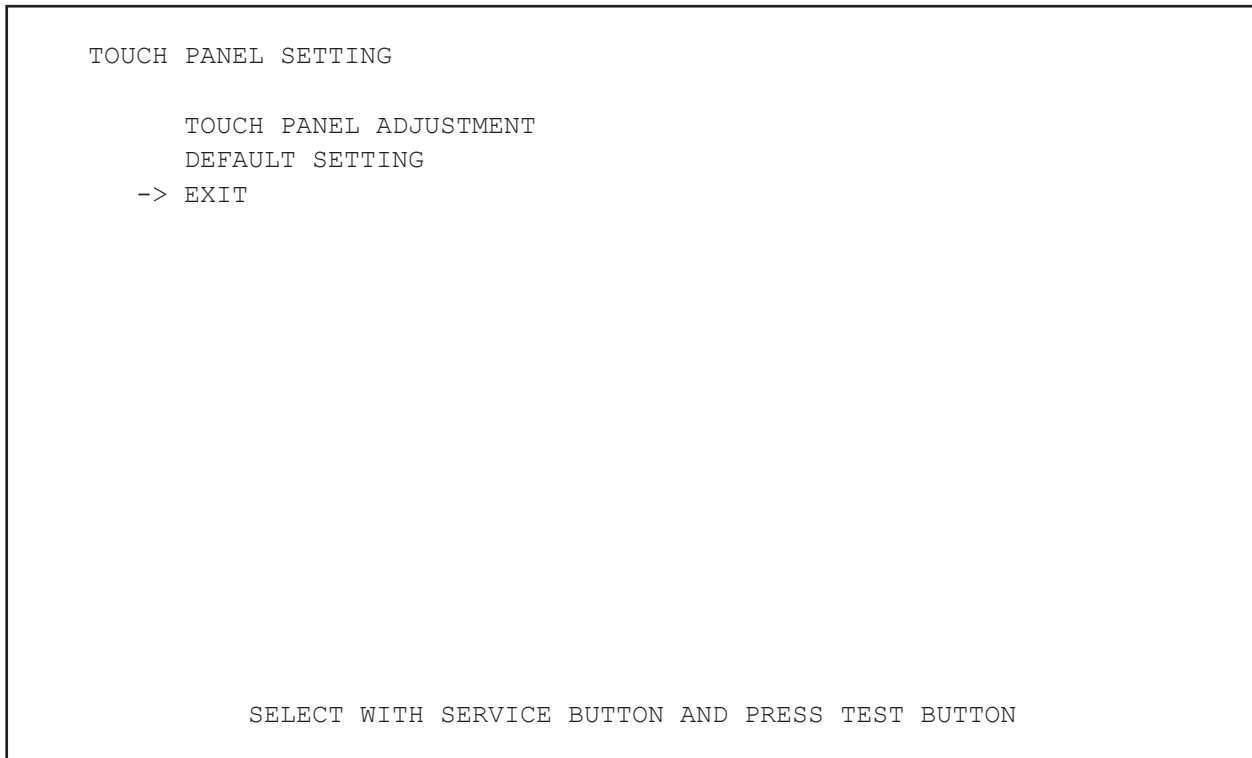 TOUCH PANEL SETTING
TOUCH PANEL ADJUSTMENT
DEFAULT SETTING
-> EXIT
SELECT WITH SERVICE BUTTON AND PRESS TEST BUTTON